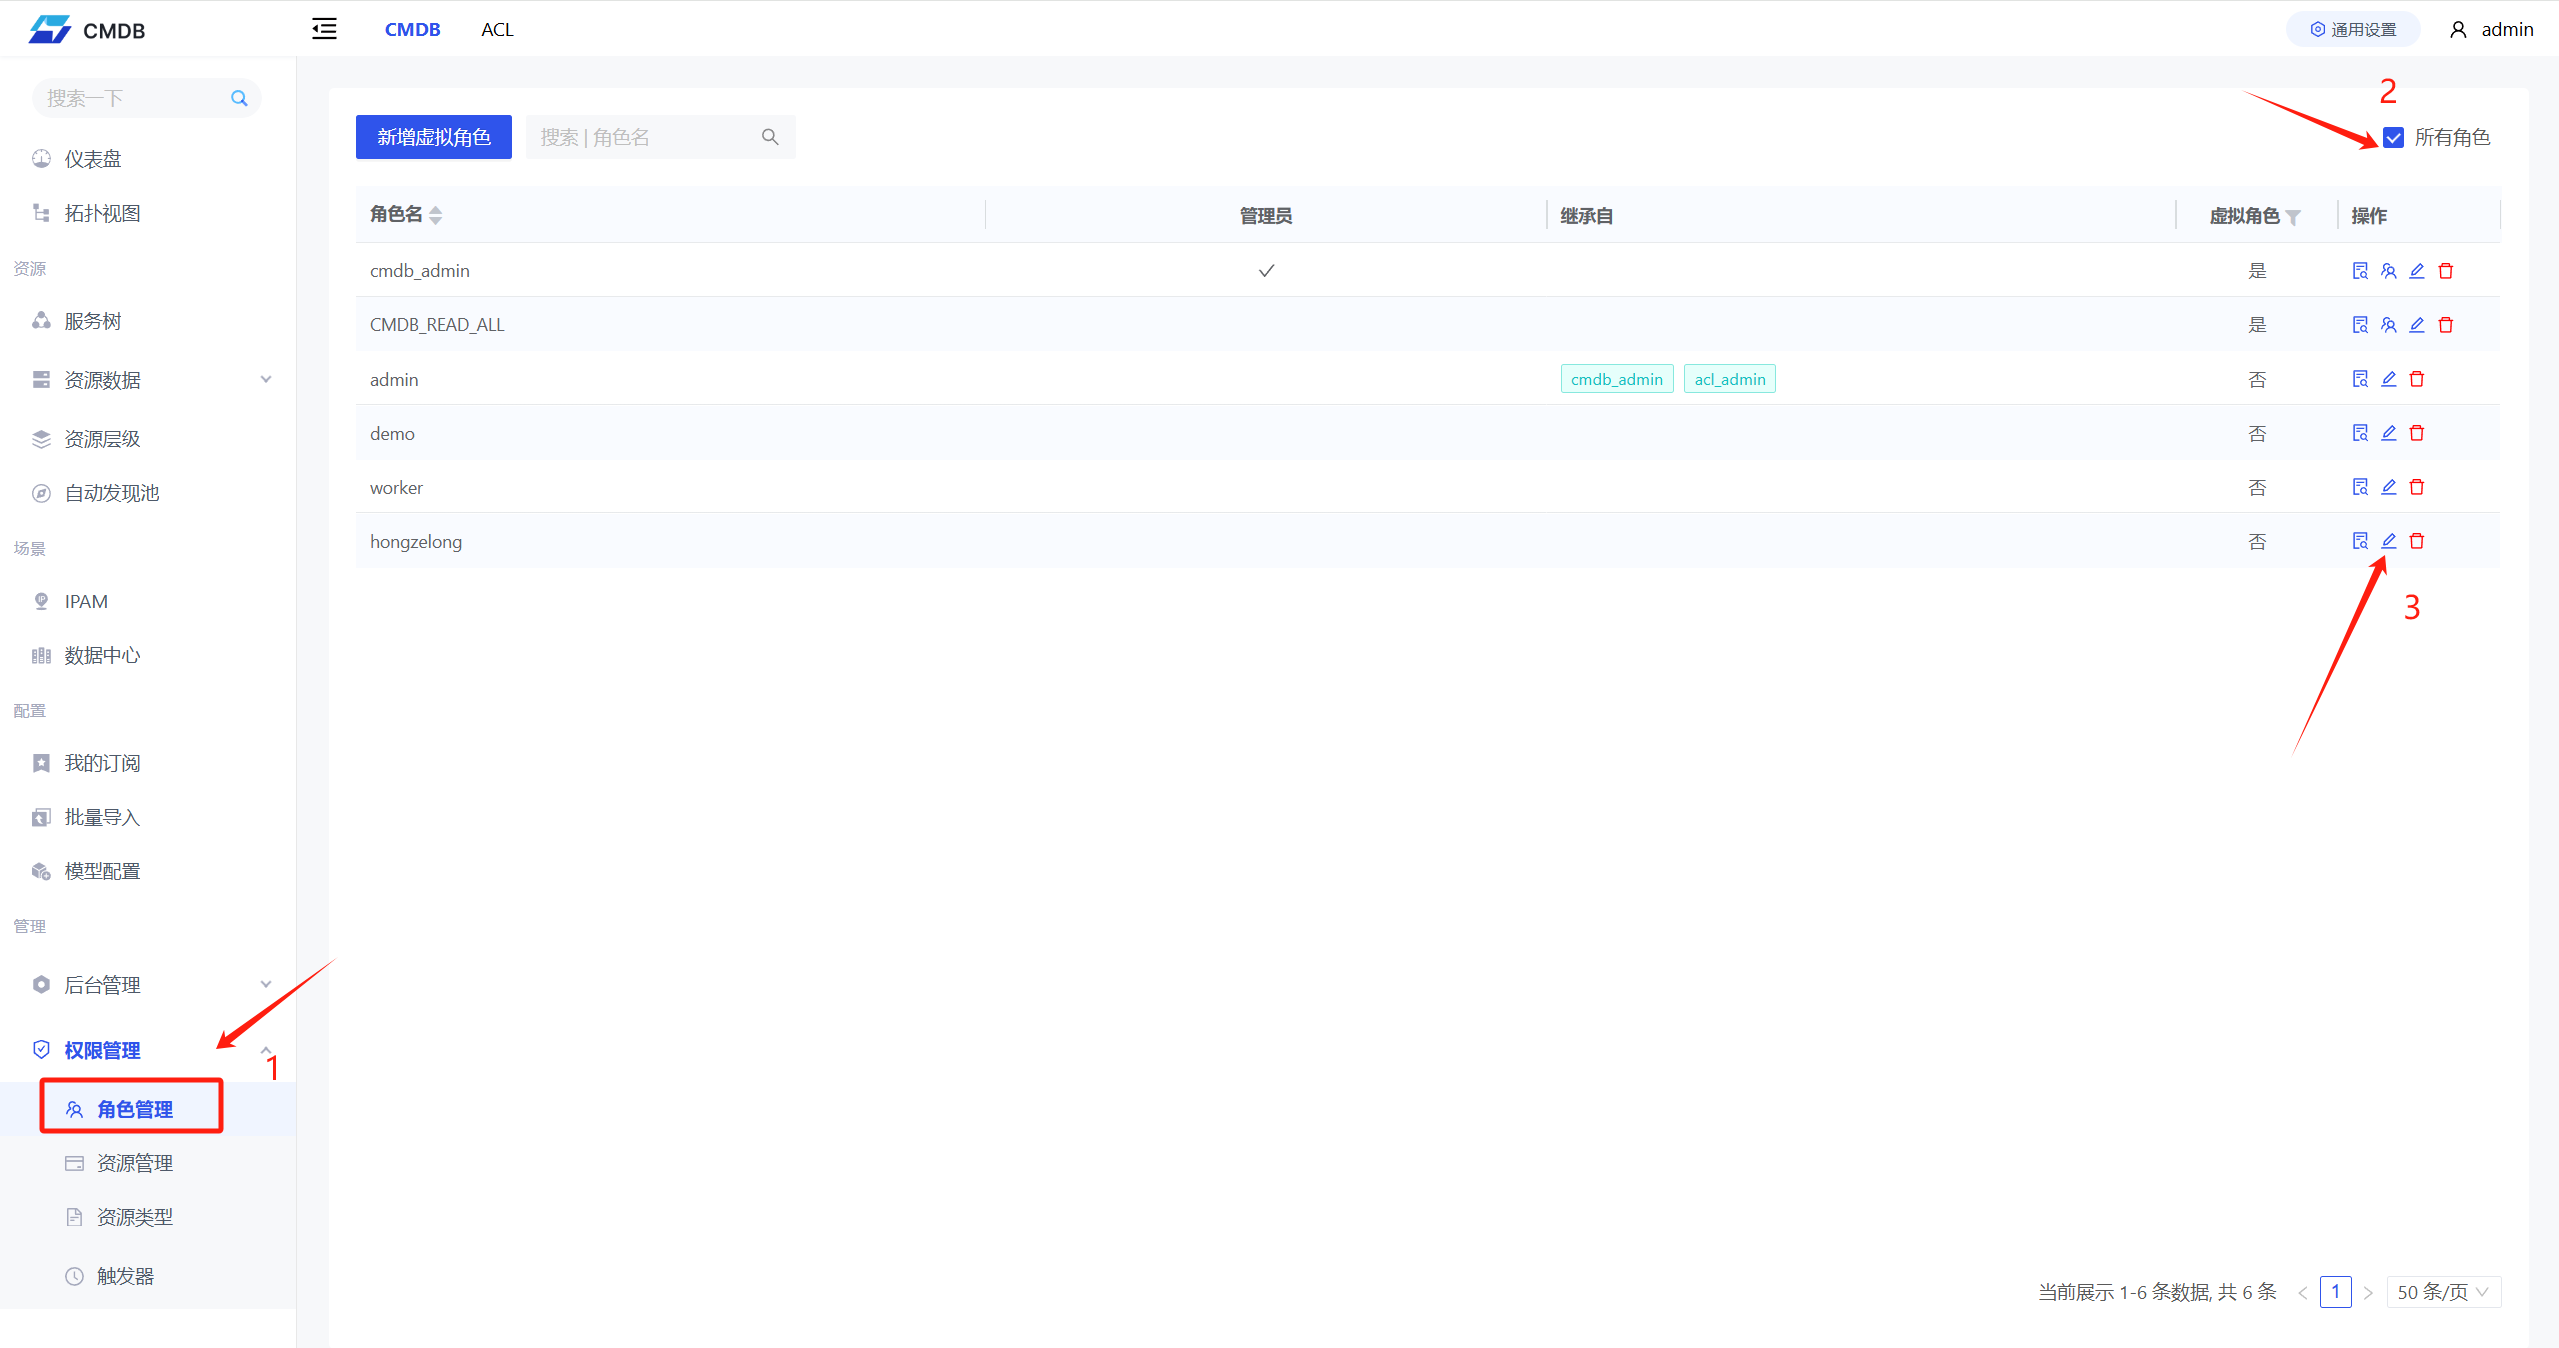 CMDB
CMDB ACL
通用设置
admin
搜索一下
仪表盘
拓扑视图
资源
服务树
资源数据
资源层级
自动发现池
场景
IPAM
数据中心
配置
我的订阅
批量导入
模型配置
管理
后台管理
权限管理
1
角色管理
资源管理
资源类型
触发器
2
新增虚拟角色 搜索 | 角色名 所有角色
角色名 管理员 继承自 虚拟角色 操作
cmdb_admin 是
CMDB_READ_ALL 是
admin cmdb_admin acl_admin 否
demo 否
worker 否
hongzelong 否
3
当前展示 1-6 条数据, 共 6 条 < 1 > 50 条/页